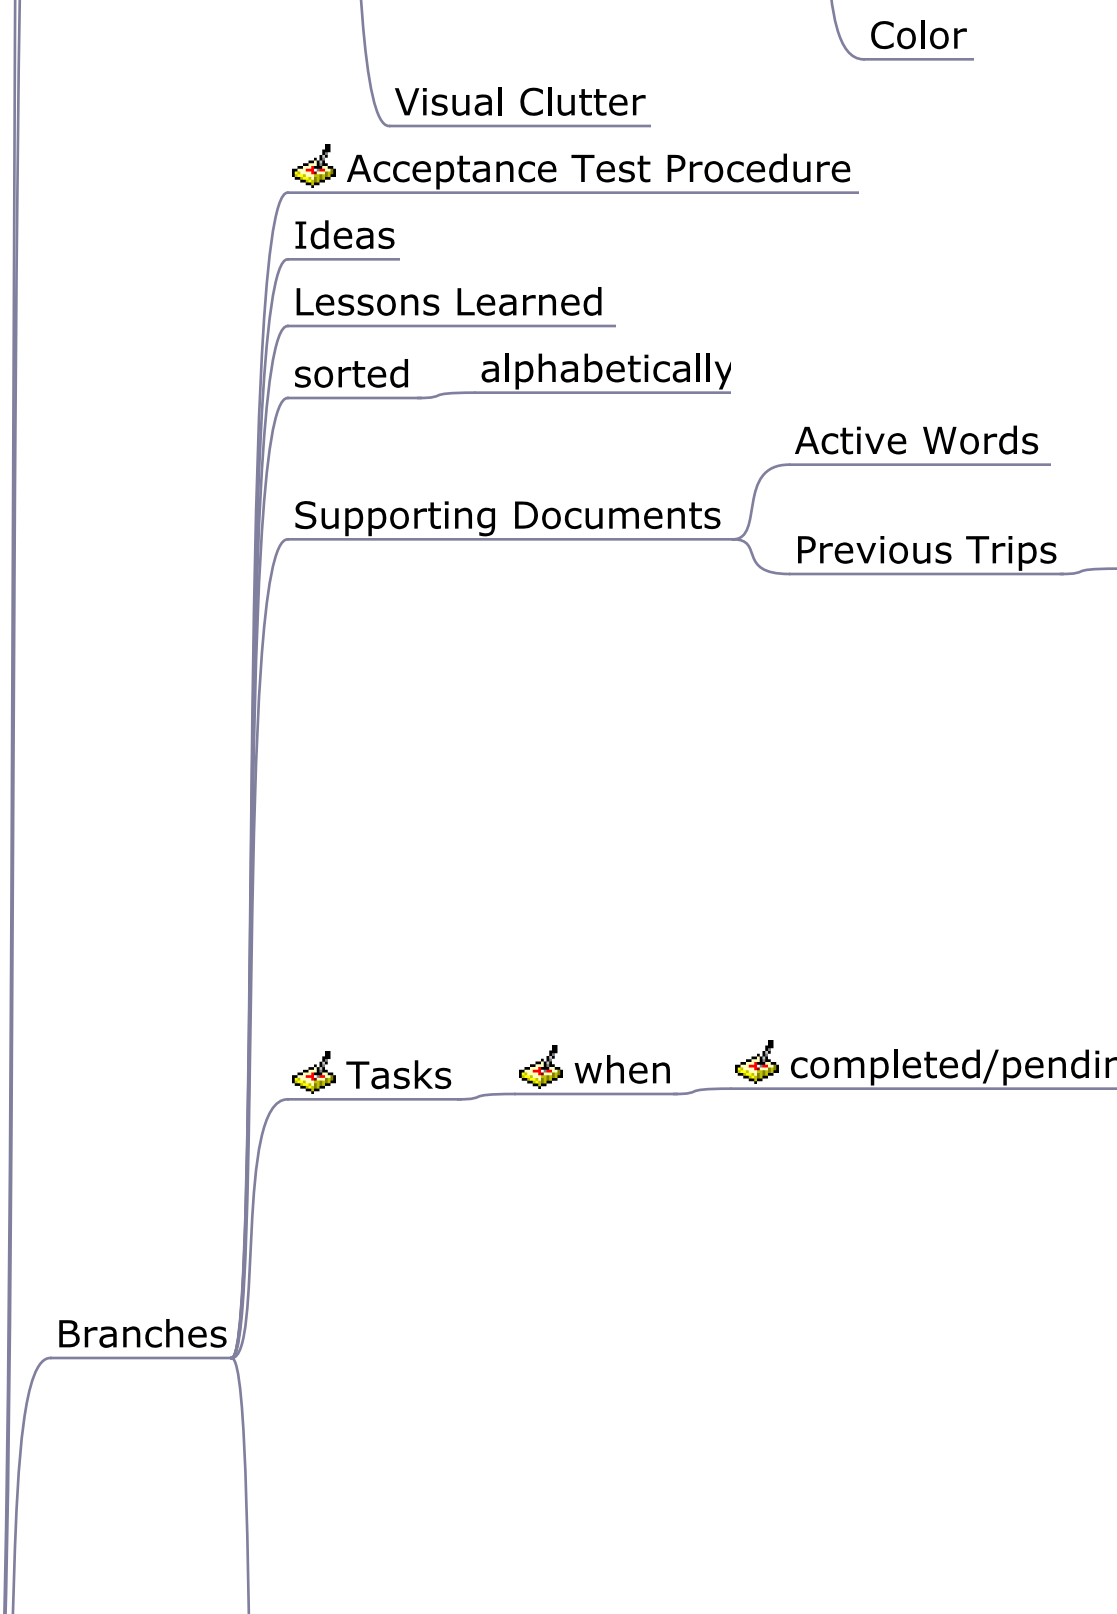 Color
Visual Clutter
Acceptance Test Procedure
Ideas
Lessons Learned
sorted
alphabetically
Active Words
Supporting Documents
Previous Trips
Tasks
when
Branches